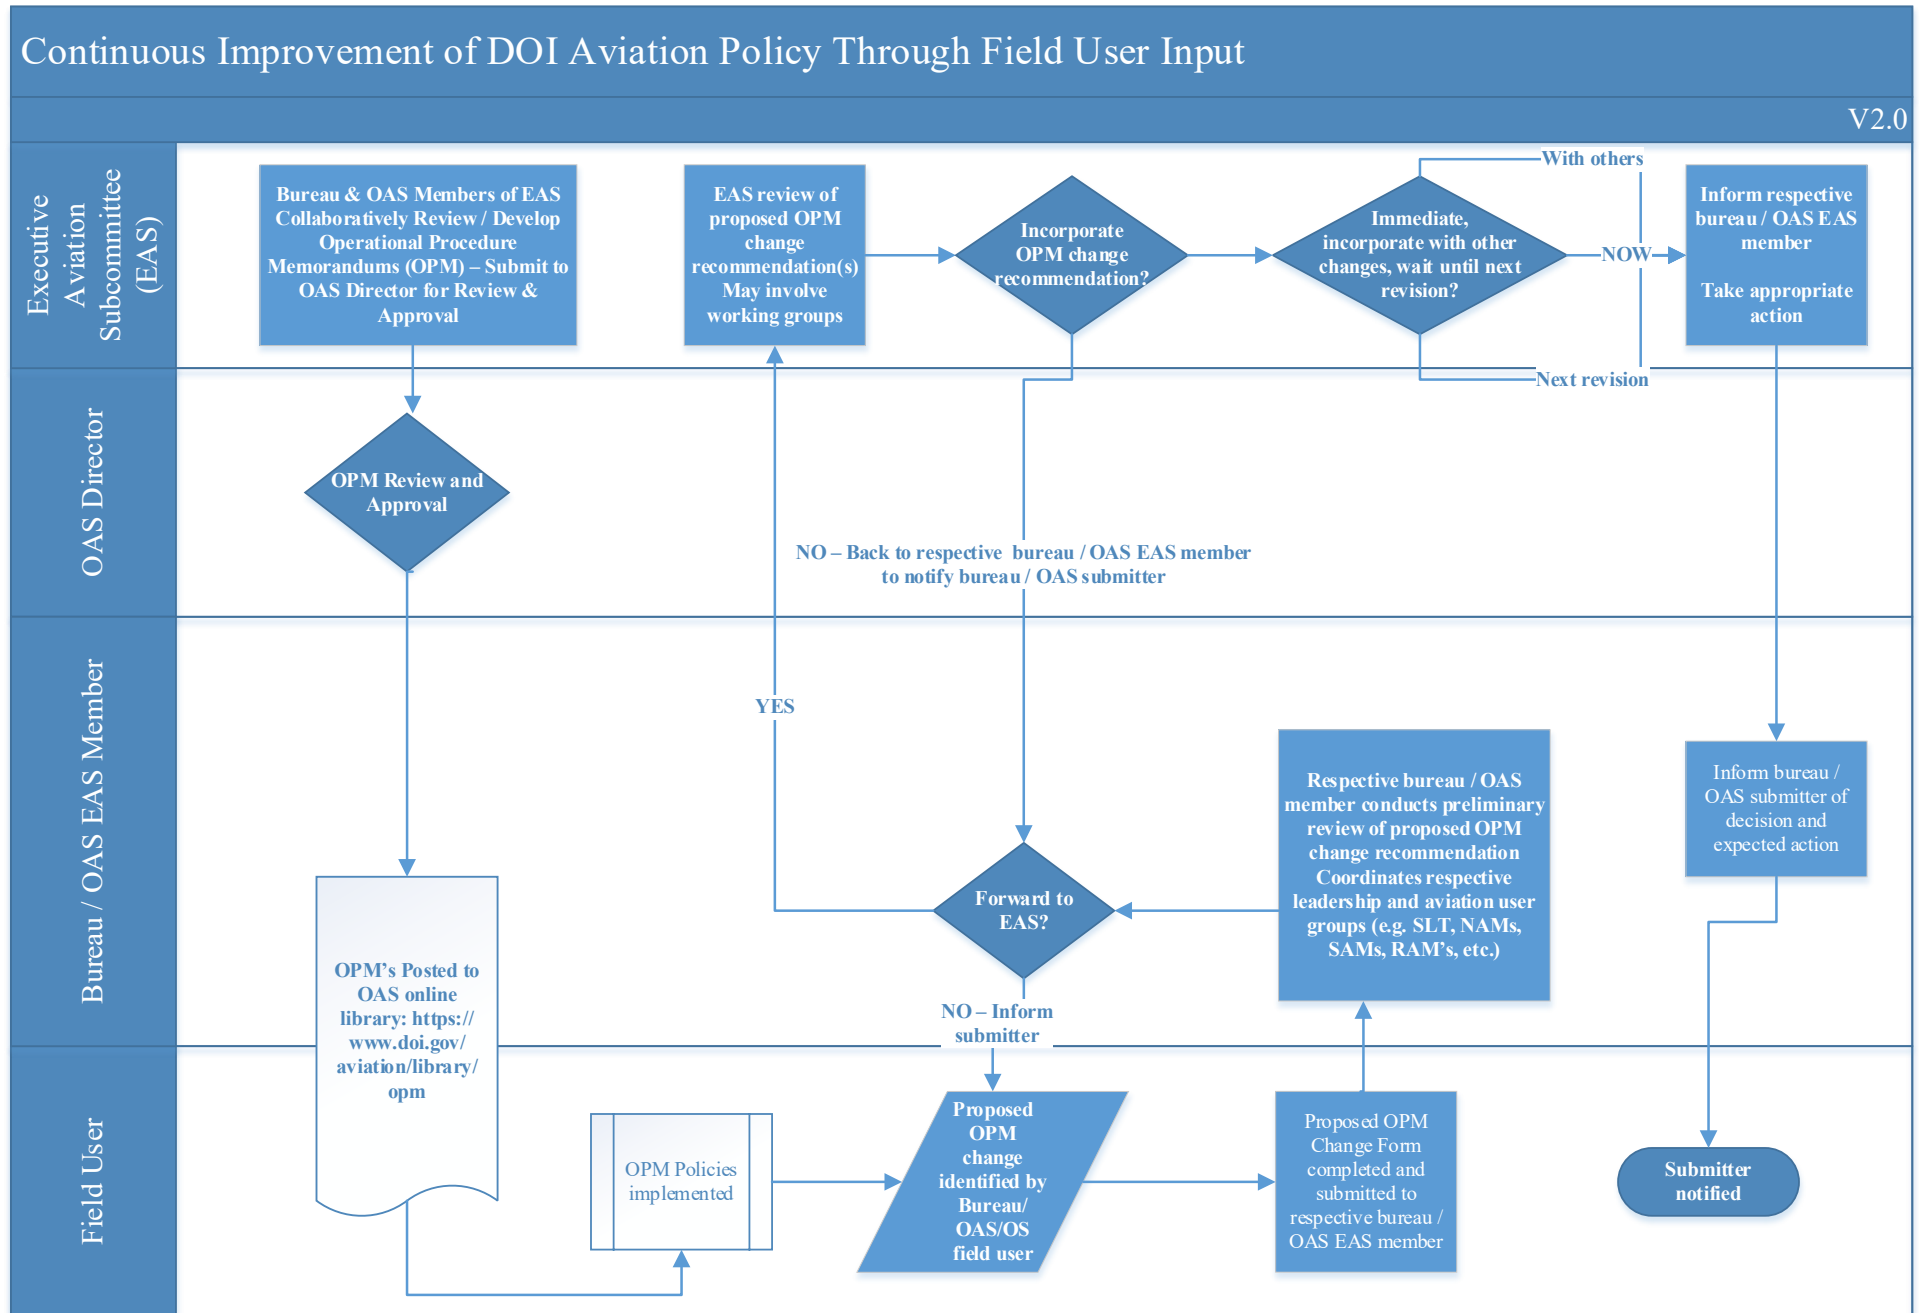 Continuous Improvement of DOI Aviation Policy Through Field User Input
V2.0
Executive
Aviation
Subcommittee
(EAS)
Bureau & OAS Members of EAS
Collaboratively Review / Develop
Operational Procedure
Memorandums (OPM) – Submit to
OAS Director for Review &
Approval
EAS review of
proposed OPM
change
recommendation(s)
May involve
working groups
Incorporate
OPM change
recommendation?
Immediate,
incorporate with other
changes, wait until next
revision?
With others
NOW
Next revision
Inform respective
bureau / OAS EAS
member
Take appropriate
action
OAS Director
OPM Review and
Approval
NO – Back to respective bureau / OAS EAS member
to notify bureau / OAS submitter
Bureau / OAS EAS Member
YES
Forward to
EAS?
NO – Inform
submitter
Respective bureau / OAS
member conducts preliminary
review of proposed OPM
change recommendation
Coordinates respective
leadership and aviation user
groups (e.g. SLT, NAMs,
SAMs, RAM's, etc.)
Inform bureau /
OAS submitter of
decision and
expected action
OPM's Posted to
OAS online
library: https://
www.doi.gov/
aviation/library/
opm
Field User
OPM Policies
implemented
Proposed
OPM
change
identified by
Bureau/
OAS/OS
field user
Proposed OPM
Change Form
completed and
submitted to
respective bureau /
OAS EAS member
Submitter
notified